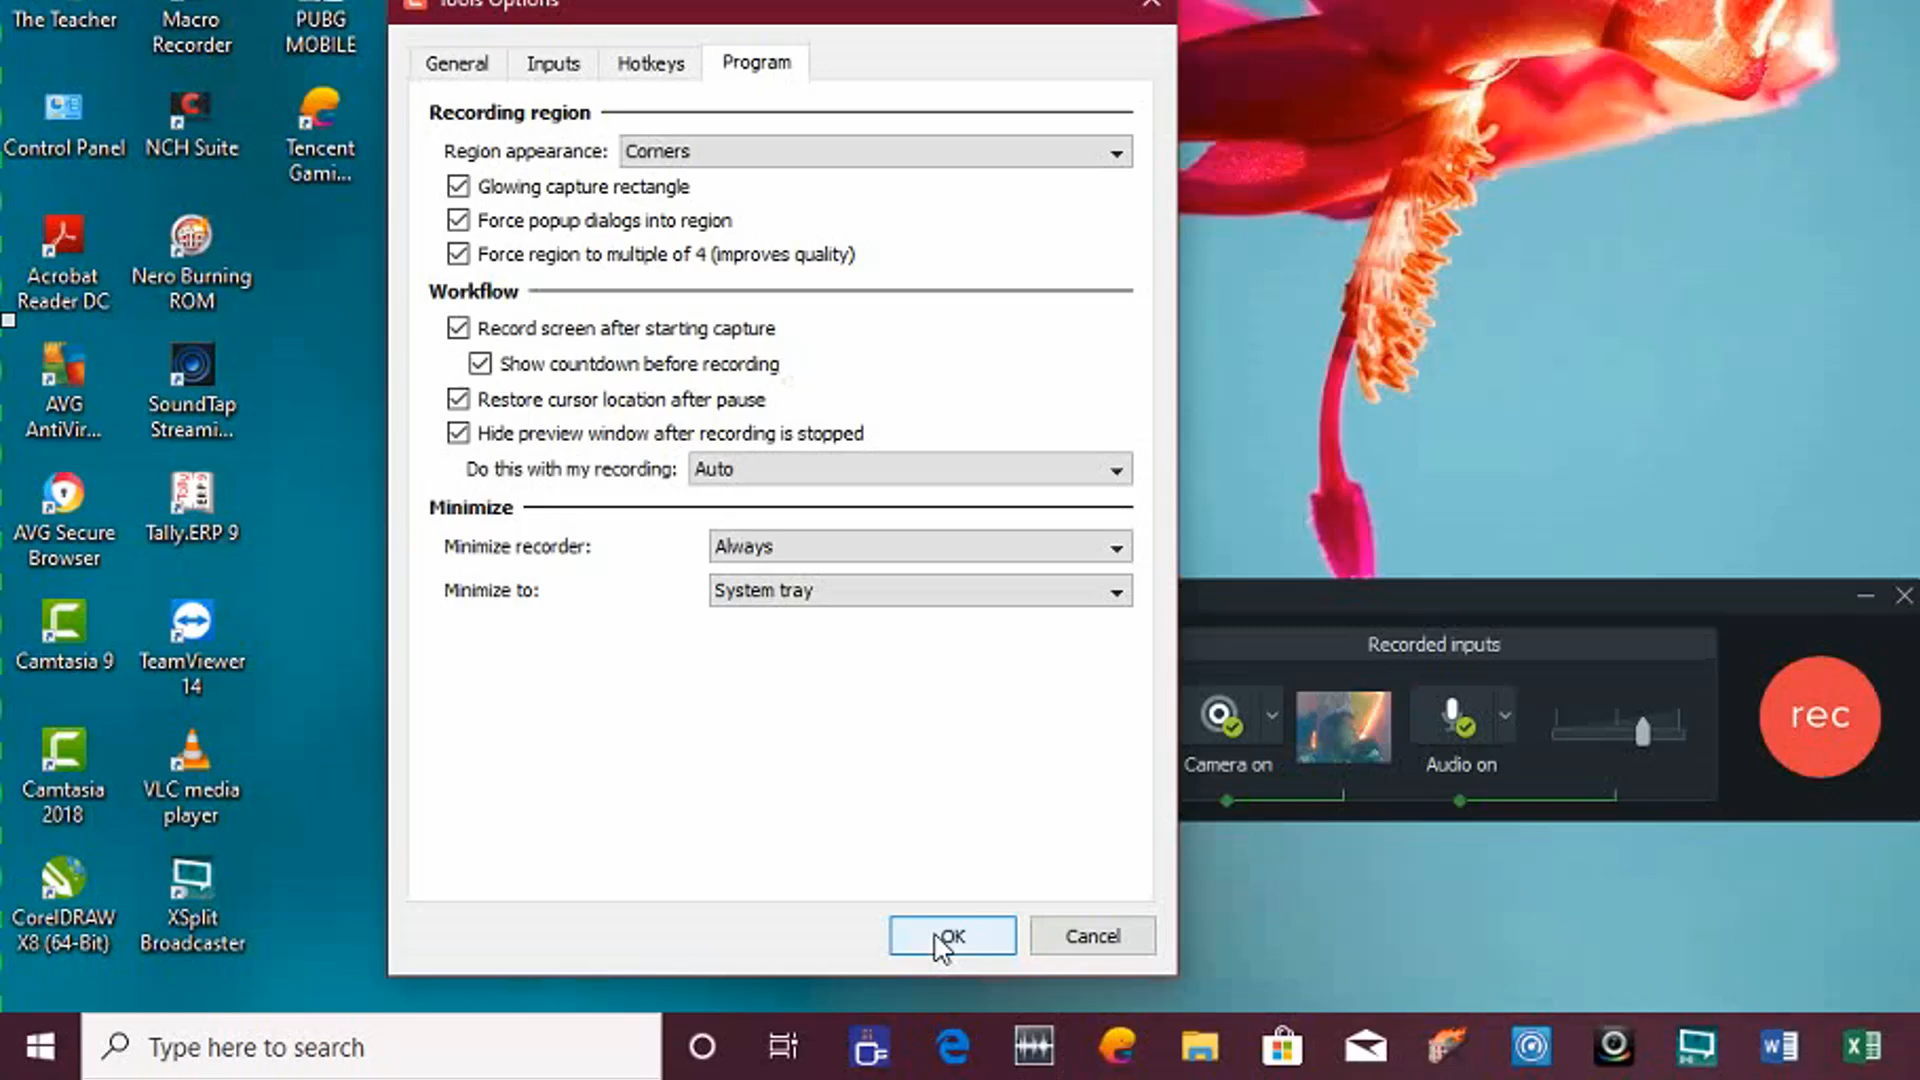 The Teacher
Macro
Recorder
PUBG
MOBILE
Control Panel
NCH Suite
Tencent
Gami...
Acrobat
Reader DC
Nero Burning
ROM
AVG
AntiVir...
SoundTap
Streami...
AVG Secure
Browser
Tally.ERP 9
Camtasia 9
TeamViewer
14
Camtasia
2018
VLC media
player
CorelDRAW
X8 (64-Bit)
XSplit
Broadcaster
Tools Options
General
Inputs
Hotkeys
Program
Recording region
Region appearance:
Corners
Glowing capture rectangle
Force popup dialogs into region
Force region to multiple of 4 (improves quality)
Workflow
Record screen after starting capture
Show countdown before recording
Restore cursor location after pause
Hide preview window after recording is stopped
Do this with my recording:
Auto
Minimize
Minimize recorder:
Always
Minimize to:
System tray
OK
Cancel
Recorded inputs
Camera on
Audio on
rec
Type here to search